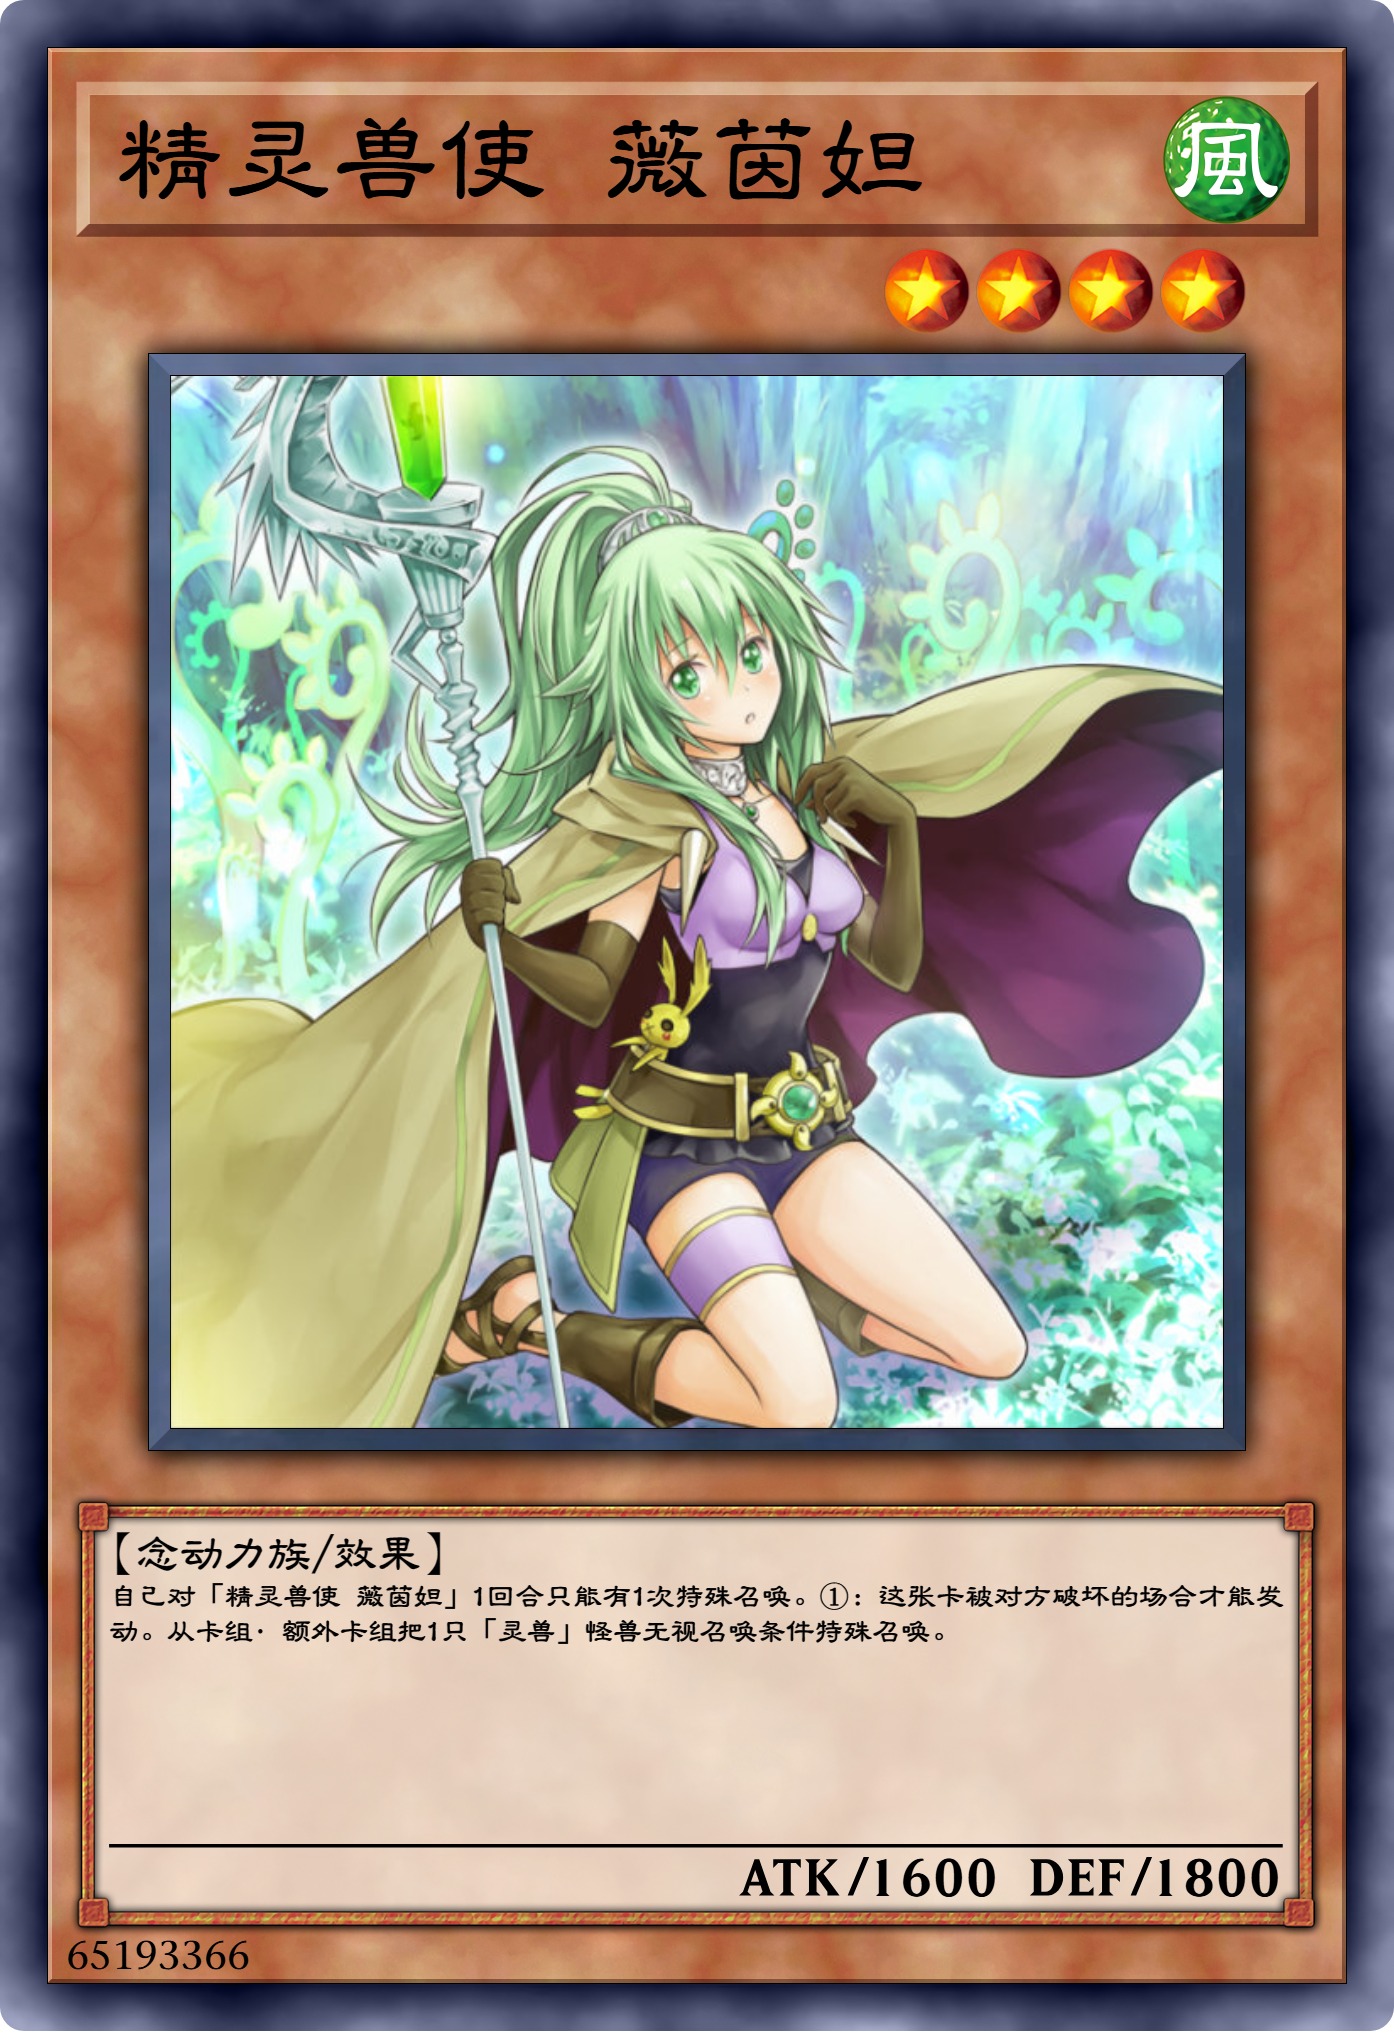 精灵兽使 薇茵妲
風
【念动力族/效果】
自己对「精灵兽使 薇茵妲」1回合只能有1次特殊召唤。①：这张卡被对方破坏的场合才能发
动。从卡组·额外卡组把1只「灵兽」怪兽无视召唤条件特殊召唤。
ATK/1600 DEF/1800
65193366